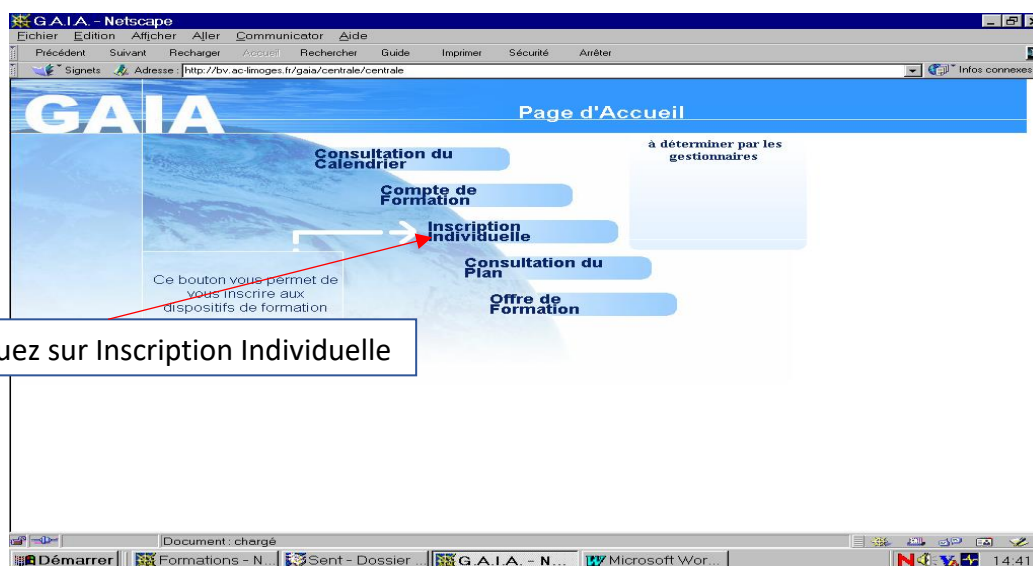 G.A.I.A. - Netscape
Fichier Edition Afficher Aller Communicator Aide
Précédent Suivant Recharger Accueil Rechercher Guide Imprimer Sécurité Arrêter
Signets Adresse : http://bv.ac-limoges.fr/gaia/centrale/centrale Infos connexes
GAIA
Page d'Accueil
à déterminer par les
gestionnaires
Consultation du
Calendrier
Compte de
Formation
Inscription
Individuelle
Consultation du
Plan
Offre de
Formation
Ce bouton vous permet de
vous inscrire aux
dispositifs de formation
uez sur Inscription Individuelle
Document : chargé
Démarrer Formations - N... Sent - Dossier ... G.A.I.A. - N... Microsoft Wor... 14:41